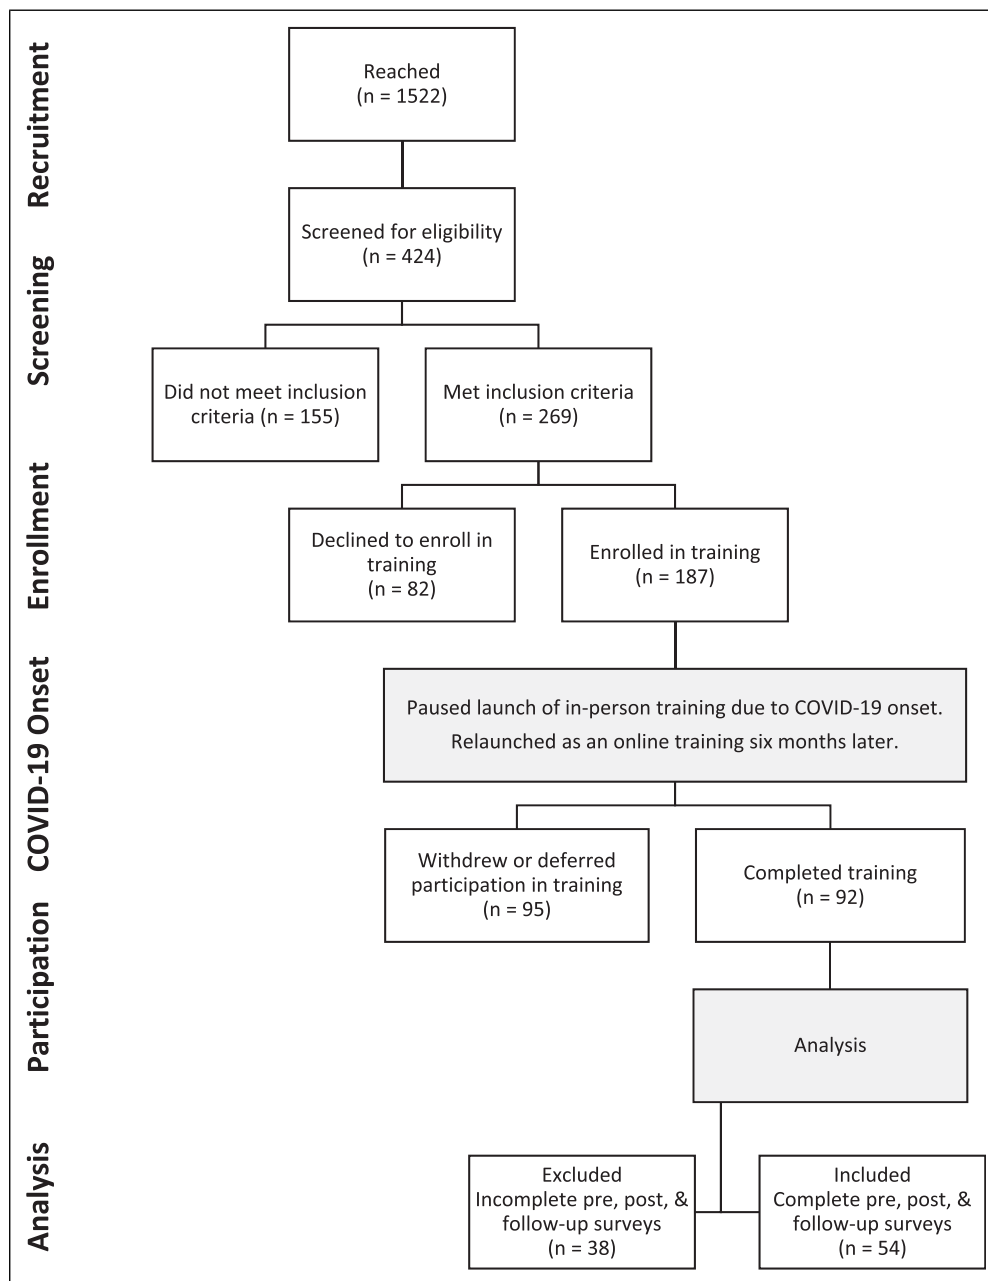 Recruitment
Reached
(n = 1522)
Screening
Screened for eligibility
(n = 424)
Did not meet inclusion
criteria (n = 155)
Met inclusion criteria
(n = 269)
Enrollment
Declined to enroll in
training
(n = 82)
Enrolled in training
(n = 187)
COVID-19 Onset
Paused launch of in-person training due to COVID-19 onset.
Relaunched as an online training six months later.
Participation
Withdrew or deferred
participation in training
(n = 95)
Completed training
(n = 92)
Analysis
Analysis
Excluded
Incomplete pre, post, &
follow-up surveys
(n = 38)
Included
Complete pre, post, &
follow-up surveys
(n = 54)